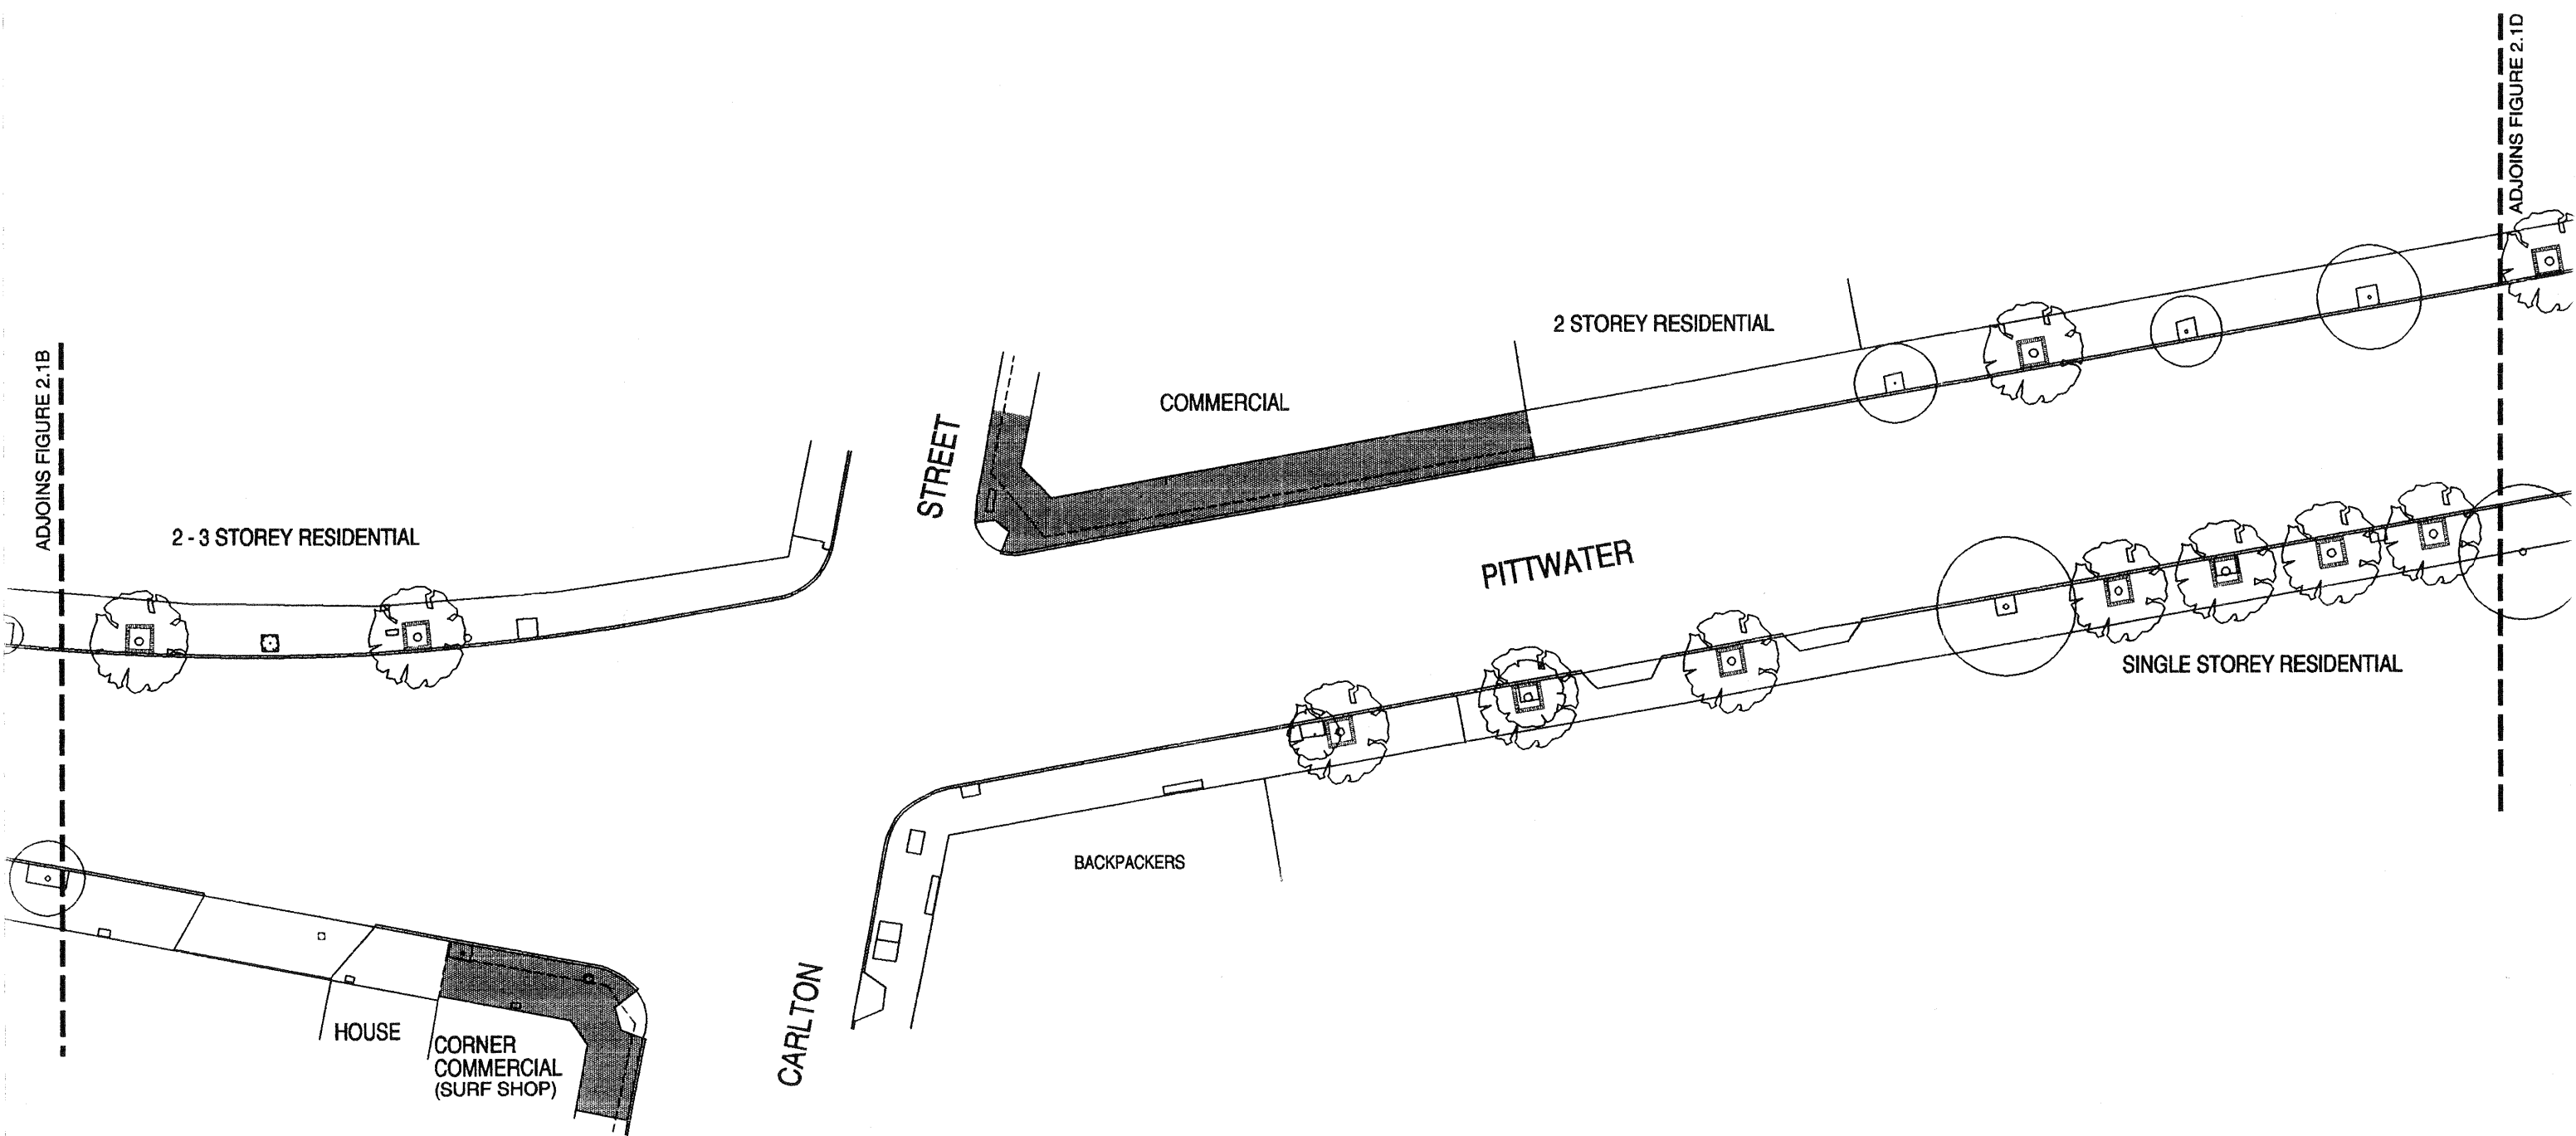 ADJOINS FIGURE 2.1B
2 - 3 STOREY RESIDENTIAL
STREET
COMMERCIAL
2 STOREY RESIDENTIAL
ADJOINS FIGURE 2.1D
PITTWATER
SINGLE STOREY RESIDENTIAL
BACKPACKERS
CARLTON
HOUSE
CORNER
COMMERCIAL
(SURF SHOP)